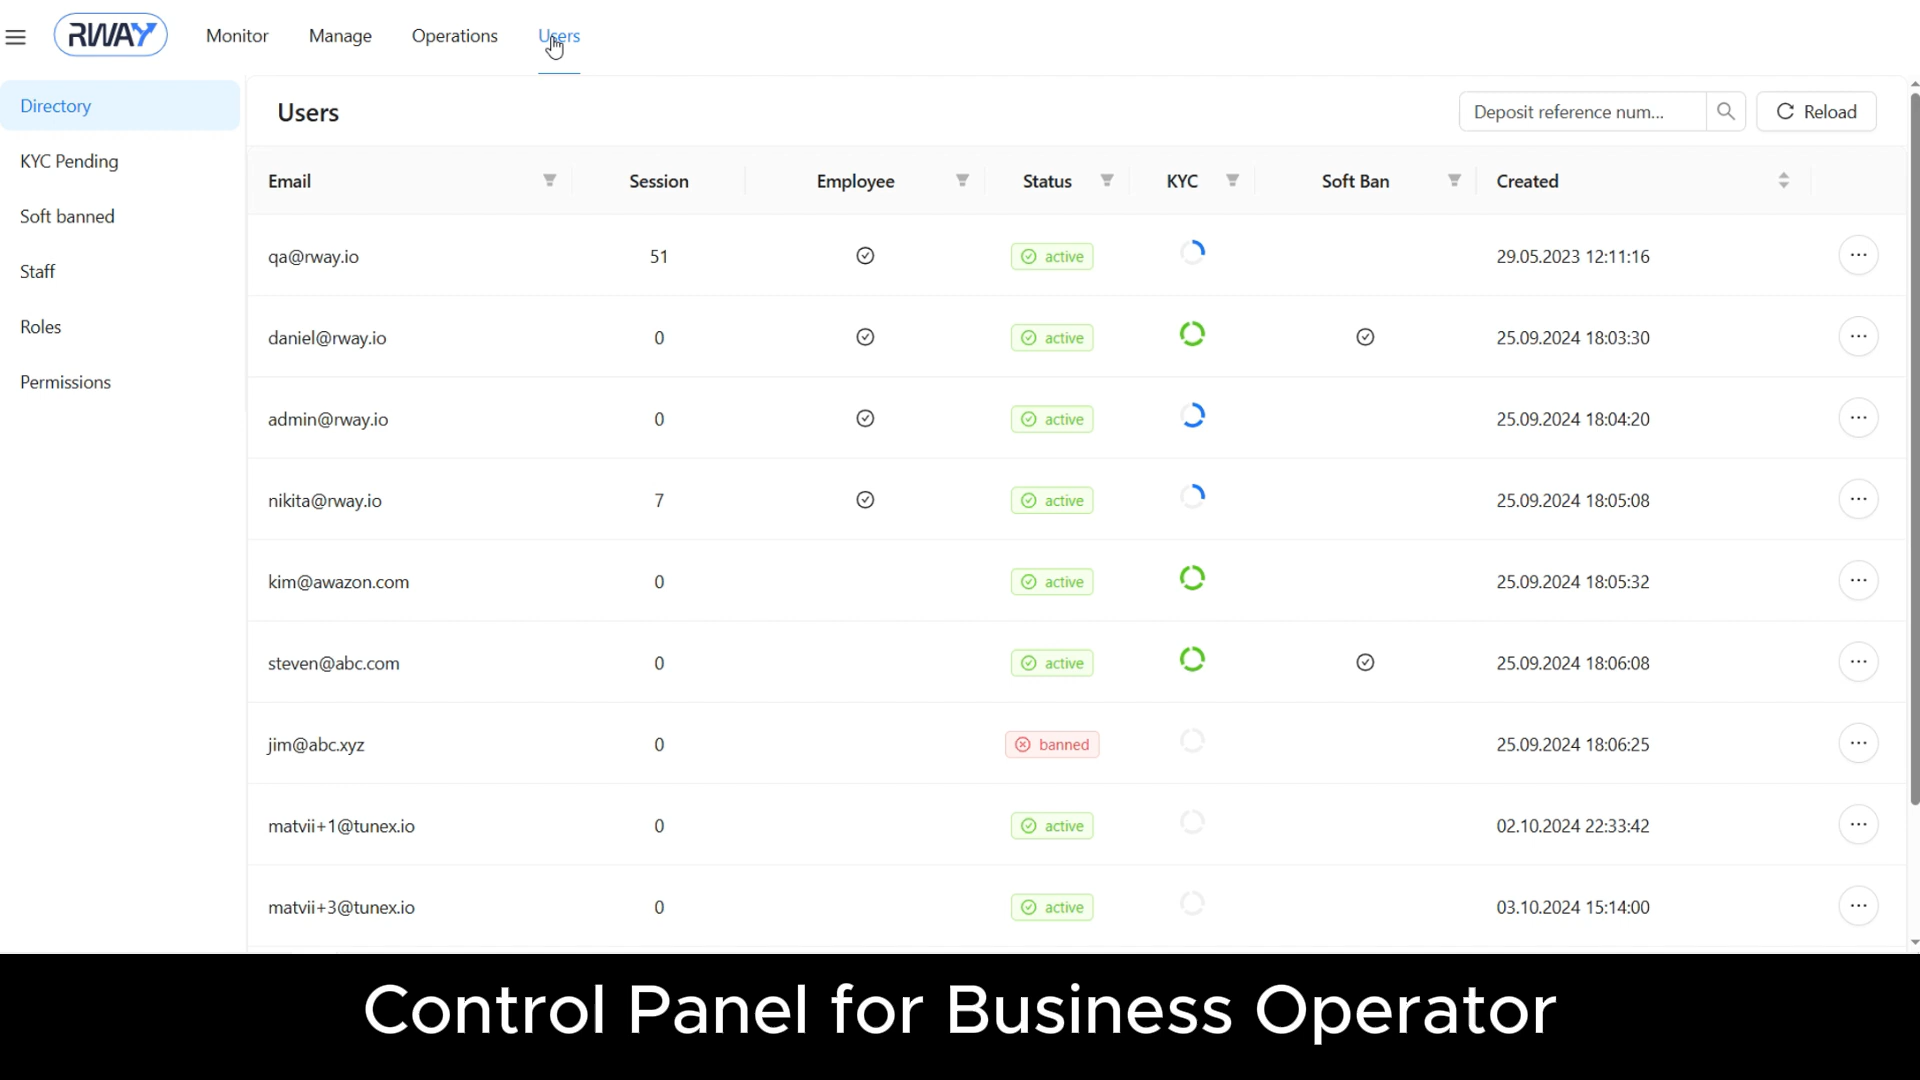 RWAY Monitor Manage Operations Users
Directory
KYC Pending
Soft banned
Staff
Roles
Permissions
Users Deposit reference num... Reload
Email Session Employee Status KYC Soft Ban Created
qa@rway.io 51 active 29.05.2023 12:11:16
daniel@rway.io 0 active 25.09.2024 18:03:30
admin@rway.io 0 active 25.09.2024 18:04:20
nikita@rway.io 7 active 25.09.2024 18:05:08
kim@awazon.com 0 active 25.09.2024 18:05:32
steven@abc.com 0 active 25.09.2024 18:06:08
jim@abc.xyz 0 banned 25.09.2024 18:06:25
matvii+1@tunex.io 0 active 02.10.2024 22:33:42
matvii+3@tunex.io 0 active 03.10.2024 15:14:00
Control Panel for Business Operator